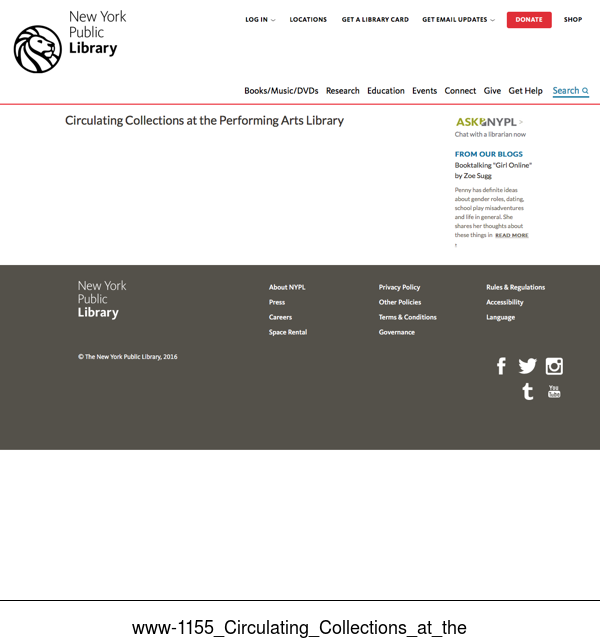 New York
Public
Library
LOG IN
LOCATIONS
GET A LIBRARY CARD
GET EMAIL UPDATES
DONATE
SHOP
Books/Music/DVDs
Research
Education
Events
Connect
Give
Get Help
Search
Circulating Collections at the Performing Arts Library
ASK NYPL >
Chat with a librarian now
FROM OUR BLOGS
Booktalking "Girl Online"
by Zoe Sugg
Penny has definite ideas
about gender roles, dating,
school play misadventures
and life in general. She
shares her thoughts about
these things in READ MORE
New York
Public
Library
About NYPL
Press
Careers
Space Rental
Privacy Policy
Other Policies
Terms & Conditions
Governance
Rules & Regulations
Accessibility
Language
© The New York Public Library, 2016
You
Tube
www-1155_Circulating_Collections_at_the